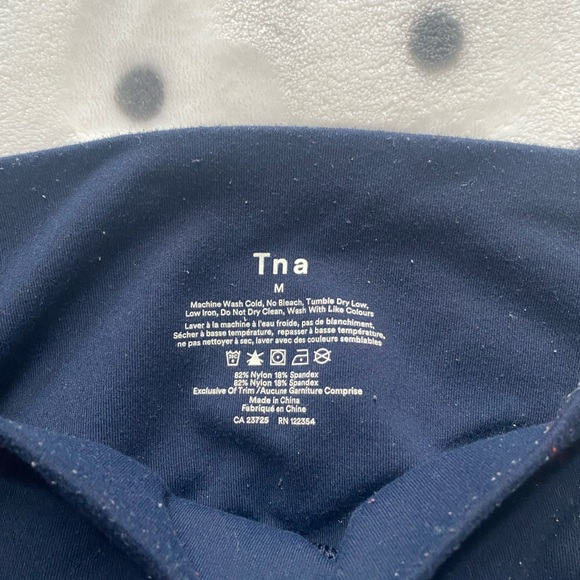 Tna
M
Machine Wash Cold, No Bleach, Tumble Dry Low,
Low Iron, Do Not Dry Clean, Wash With Like Colours
Laver à la machine à l'eau froide, pas de blanchiment,
Sécher à basse température, repasser à basse température,
ne pas nettoyer à sec, laver avec des couleurs semblables
82% Nylon 18% Spandex
82% Nylon 18% Spandex
Exclusive Of Trim /Aucune Garniture Comprise
Made in China
Fabriqué en Chine
CA 23725 RN 122354